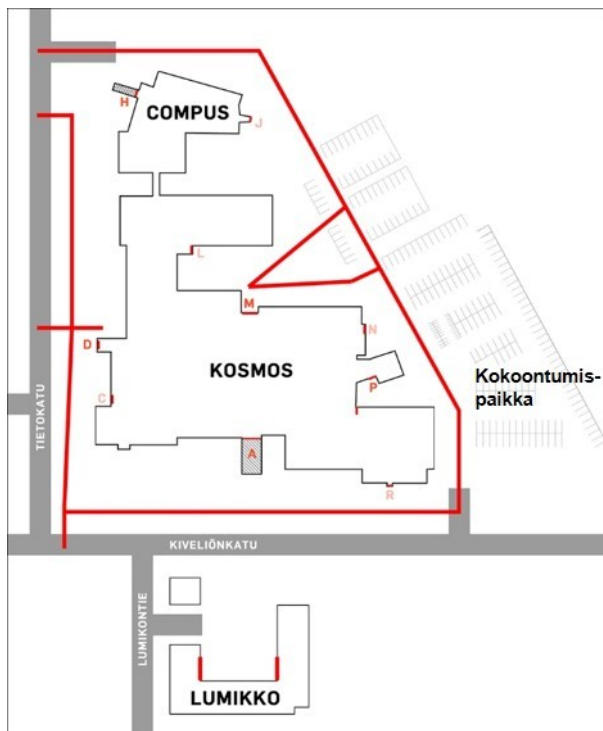 H
COMPUS
J
L
M
N
D
KOSMOS
P
Kokoontumis-
paikka
C
TIETOKATU
A
R
KIVELIÖNKATU
LUMIKONTIE
LUMIKKO